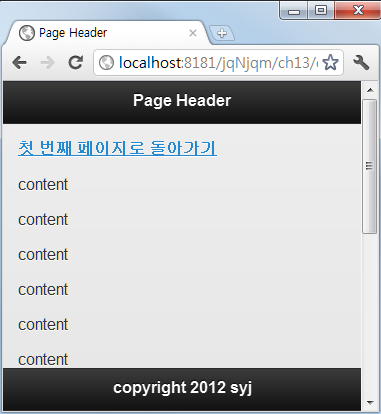 Page Header
localhost:8181/jqNjqm/ch13/
Page Header
첫 번째 페이지로 돌아가기
content
content
content
content
content
content
copyright 2012 syj